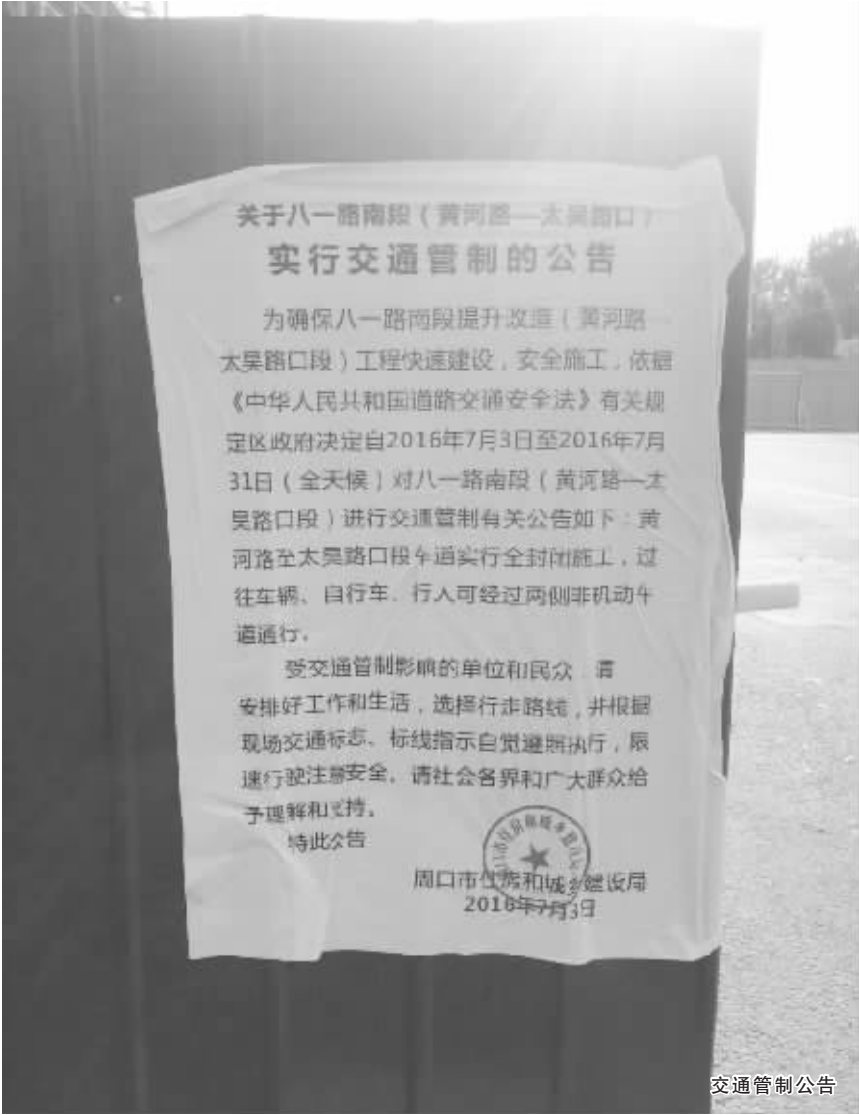 关于八一路南段（黄河路—太昊路口）
实行交通管制的公告
为确保八一路南段提升改造（黄河路—
太昊路口段）工程快速建设，安全施工，依据
《中华人民共和国道路交通安全法》有关规
定区政府决定自2016年7月3日至2016年7月
31日（全天候）对八一路南段（黄河路—太
昊路口段）进行交通管制有关公告如下：黄
河路至太昊路口段车道实行全封闭施工，过
往车辆、自行车、行人可经过两侧非机动车
道通行。
受交通管制影响的单位和民众，请
安排好工作和生活，选择行走路线，并根据
现场交通标志、标线指示自觉遵照执行，限
速行驶注意安全。请社会各界和广大群众给
予理解和支持。
特此公告
周口市住房和城乡建设局
2016年7月3日
交通管制公告